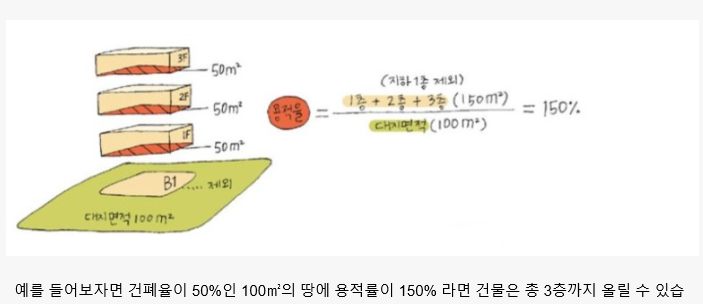 3F
50m²
2F
50m²
1F
50m²
B1
제외
대지면적 100m²
용적율
=
(지하 1층 제외)
1층 + 2층 + 3층 (150m²)
대지면적 (100m²)
= 150%
예를 들어보자면 건폐율이 50%인 100㎡의 땅에 용적률이 150% 라면 건물은 총 3층까지 올릴 수 있습